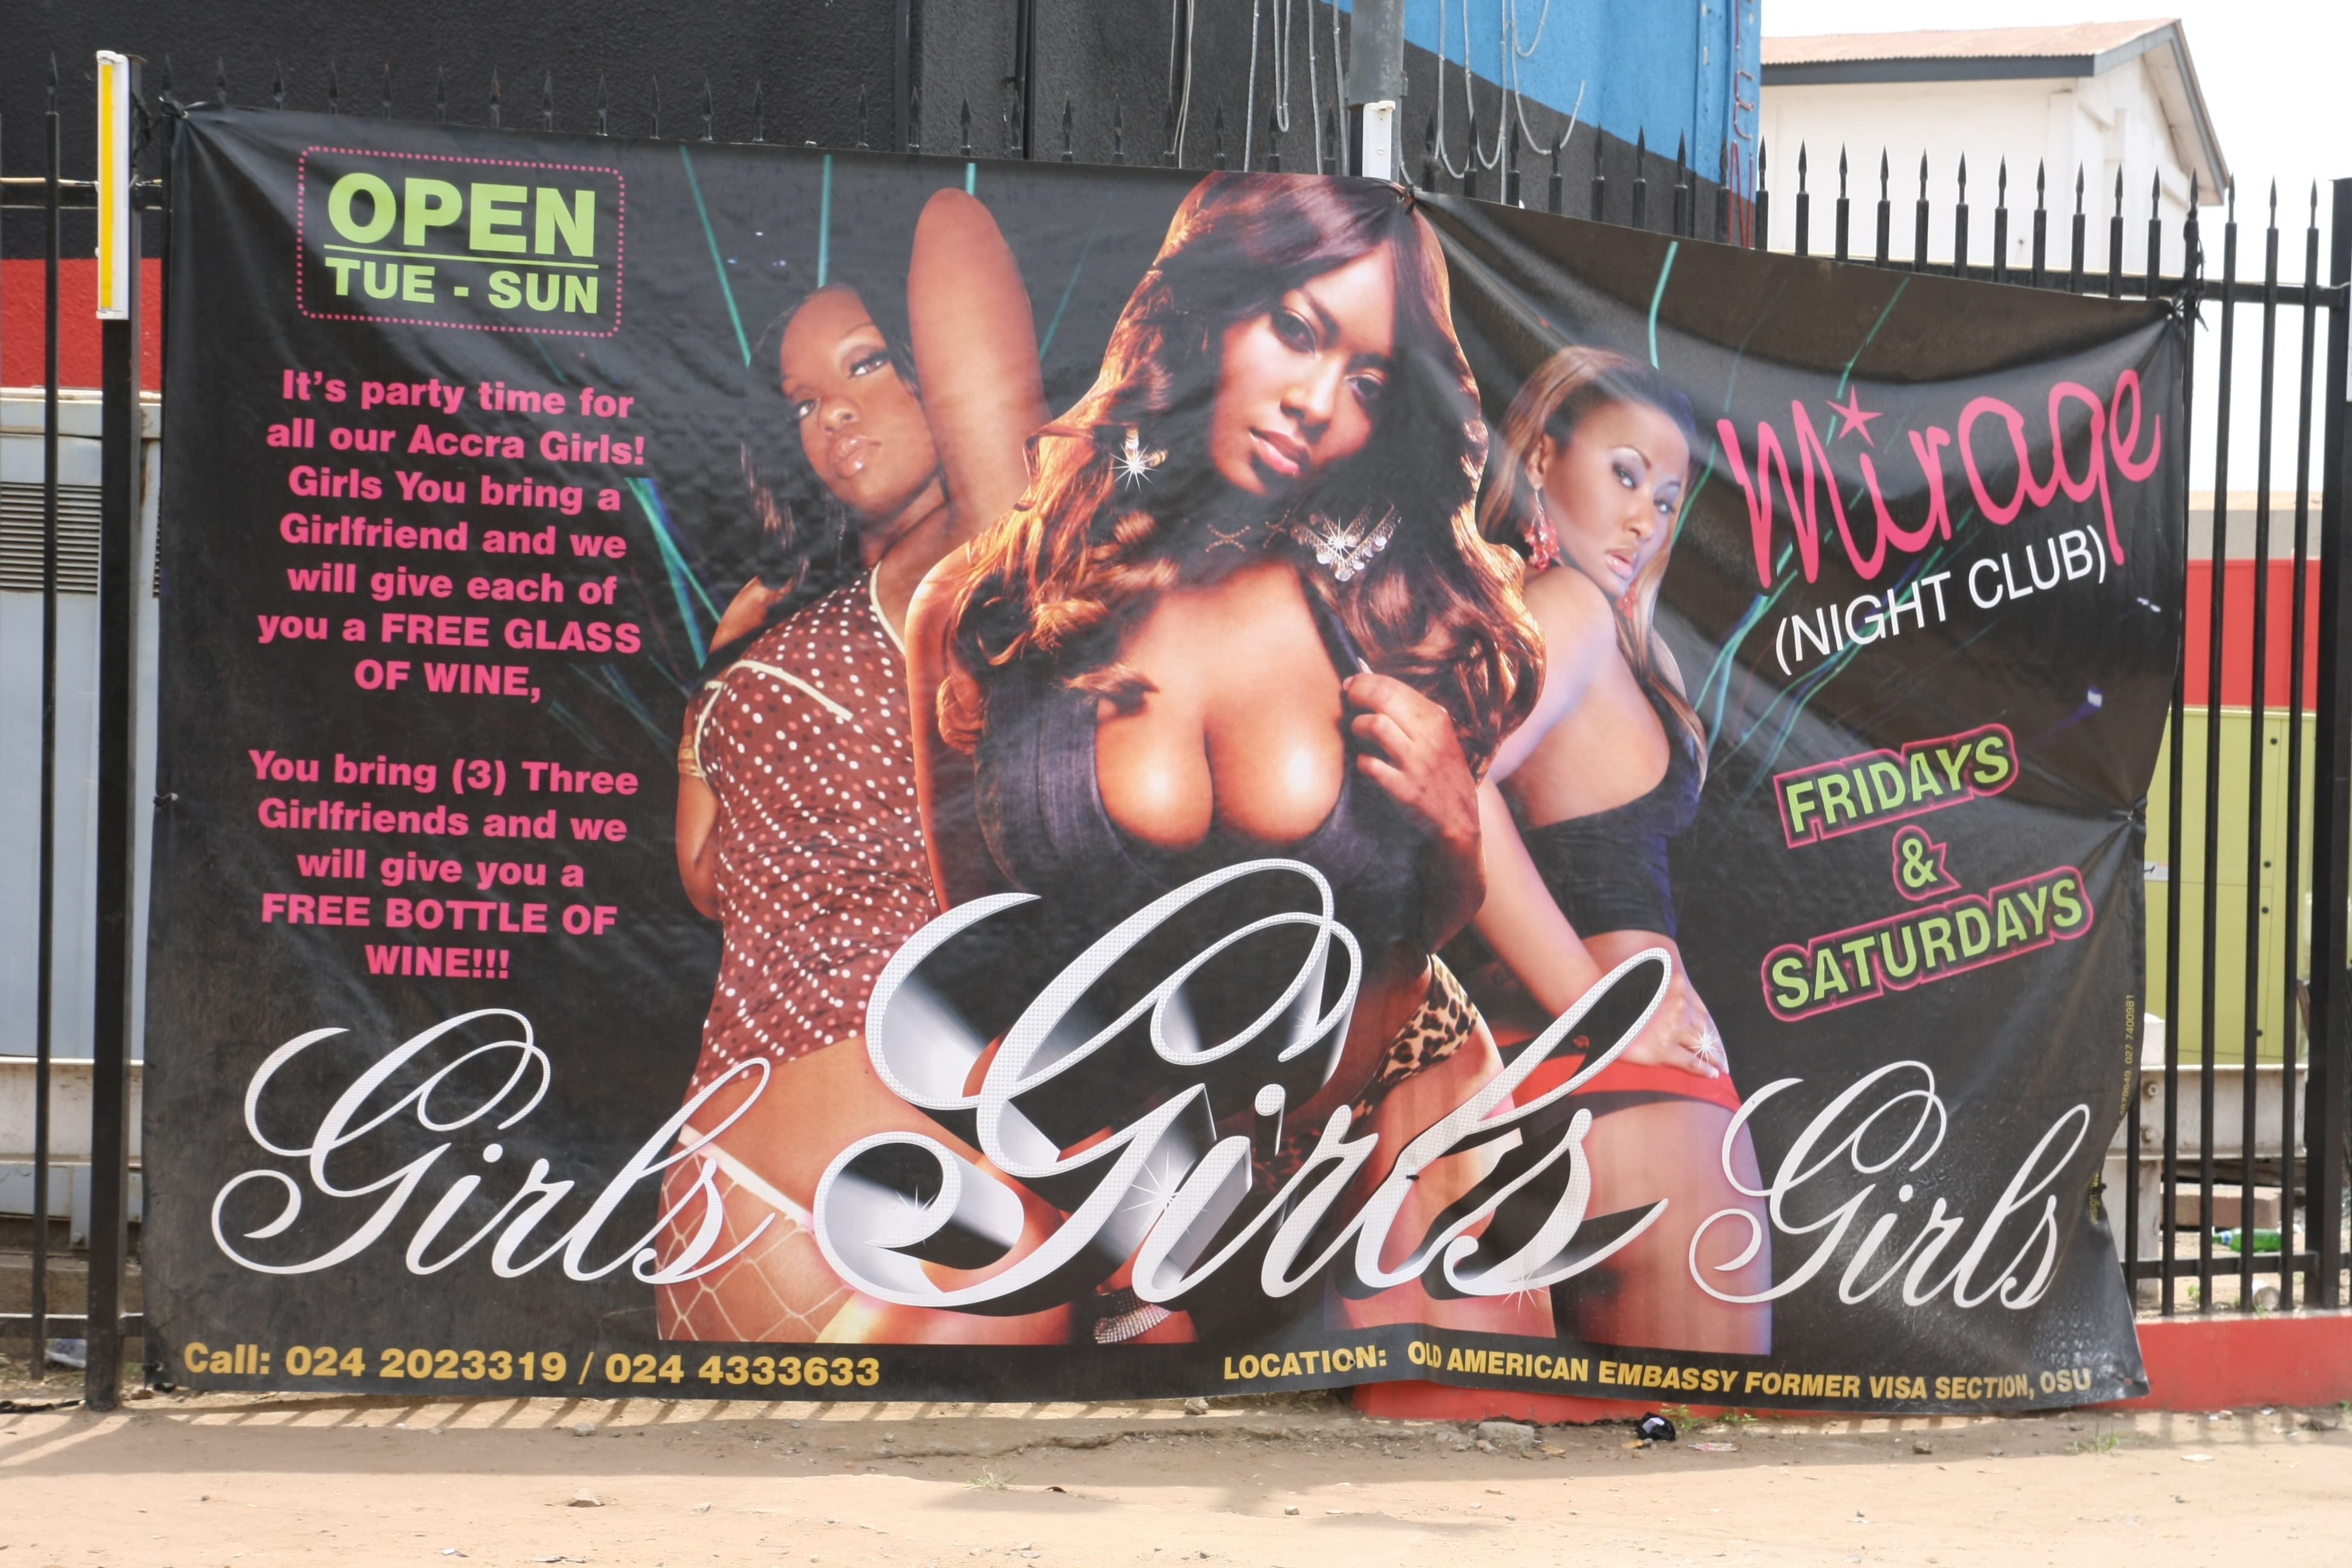 OPEN
TUE - SUN
It's party time for
all our Accra Girls!
Girls You bring a
Girlfriend and we
will give each of
you a FREE GLASS
OF WINE,
You bring (3) Three
Girlfriends and we
will give you a
FREE BOTTLE OF
WINE!!!
Mirage
(NIGHT CLUB)
FRIDAYS
&
SATURDAYS
Girls Girls Girls
Call: 024 2023319 / 024 4333633
LOCATION: OLD AMERICAN EMBASSY FORMER VISA SECTION, OSU
027 7400981